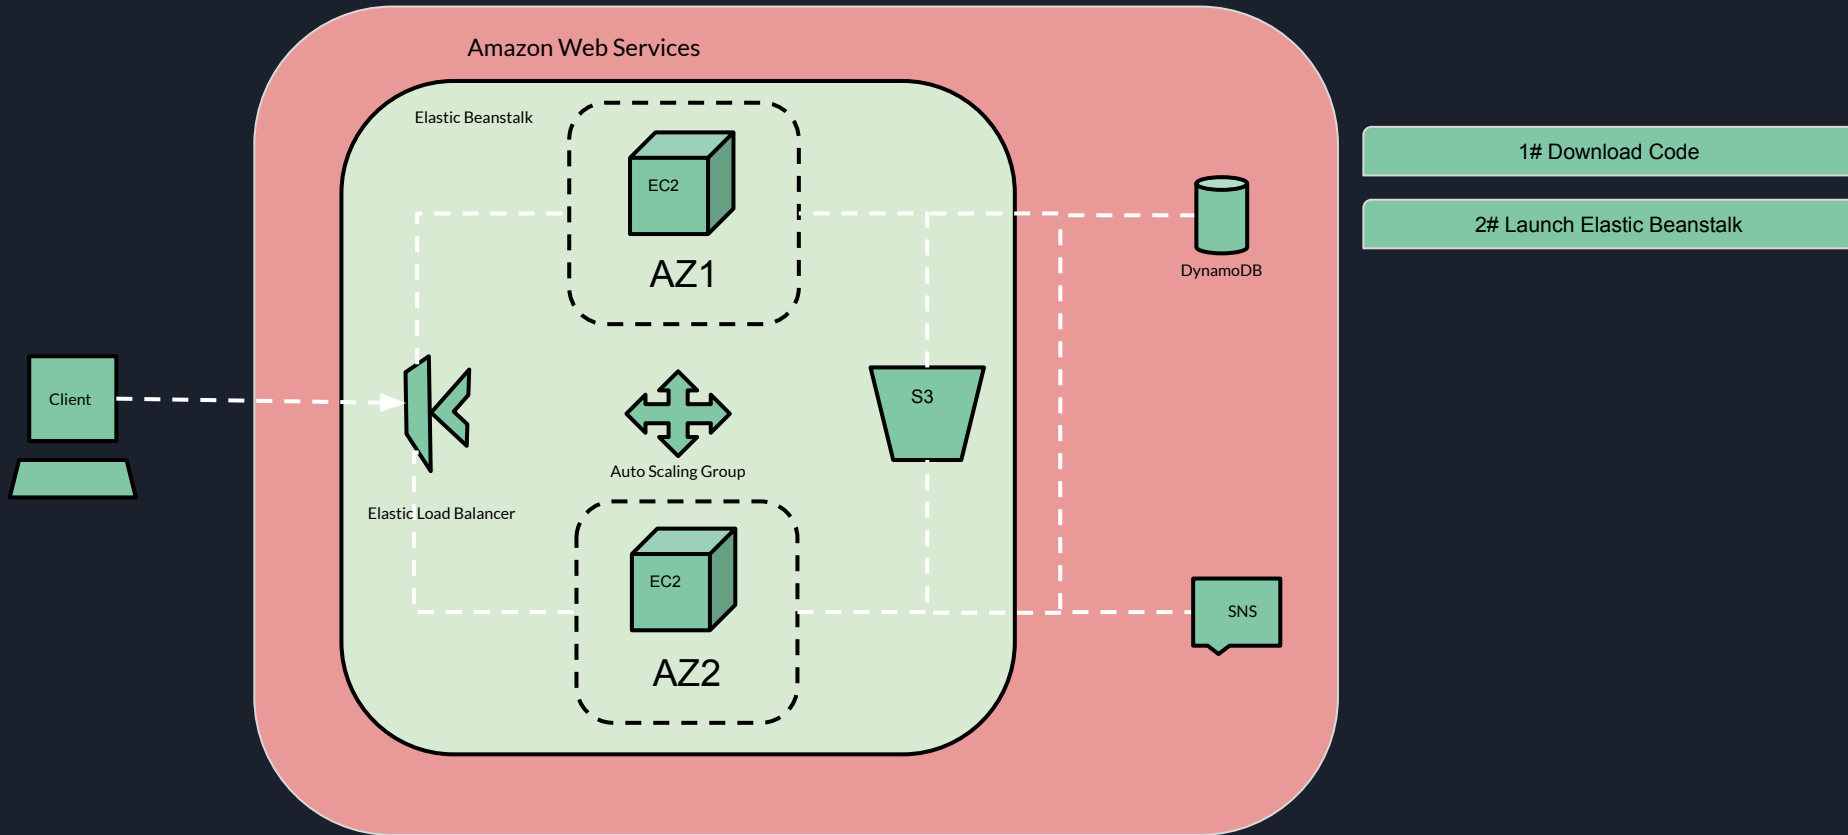 Amazon Web Services
Elastic Beanstalk
EC2
AZ1
1# Download Code
2# Launch Elastic Beanstalk
DynamoDB
Client
S3
Auto Scaling Group
Elastic Load Balancer
EC2
AZ2
SNS